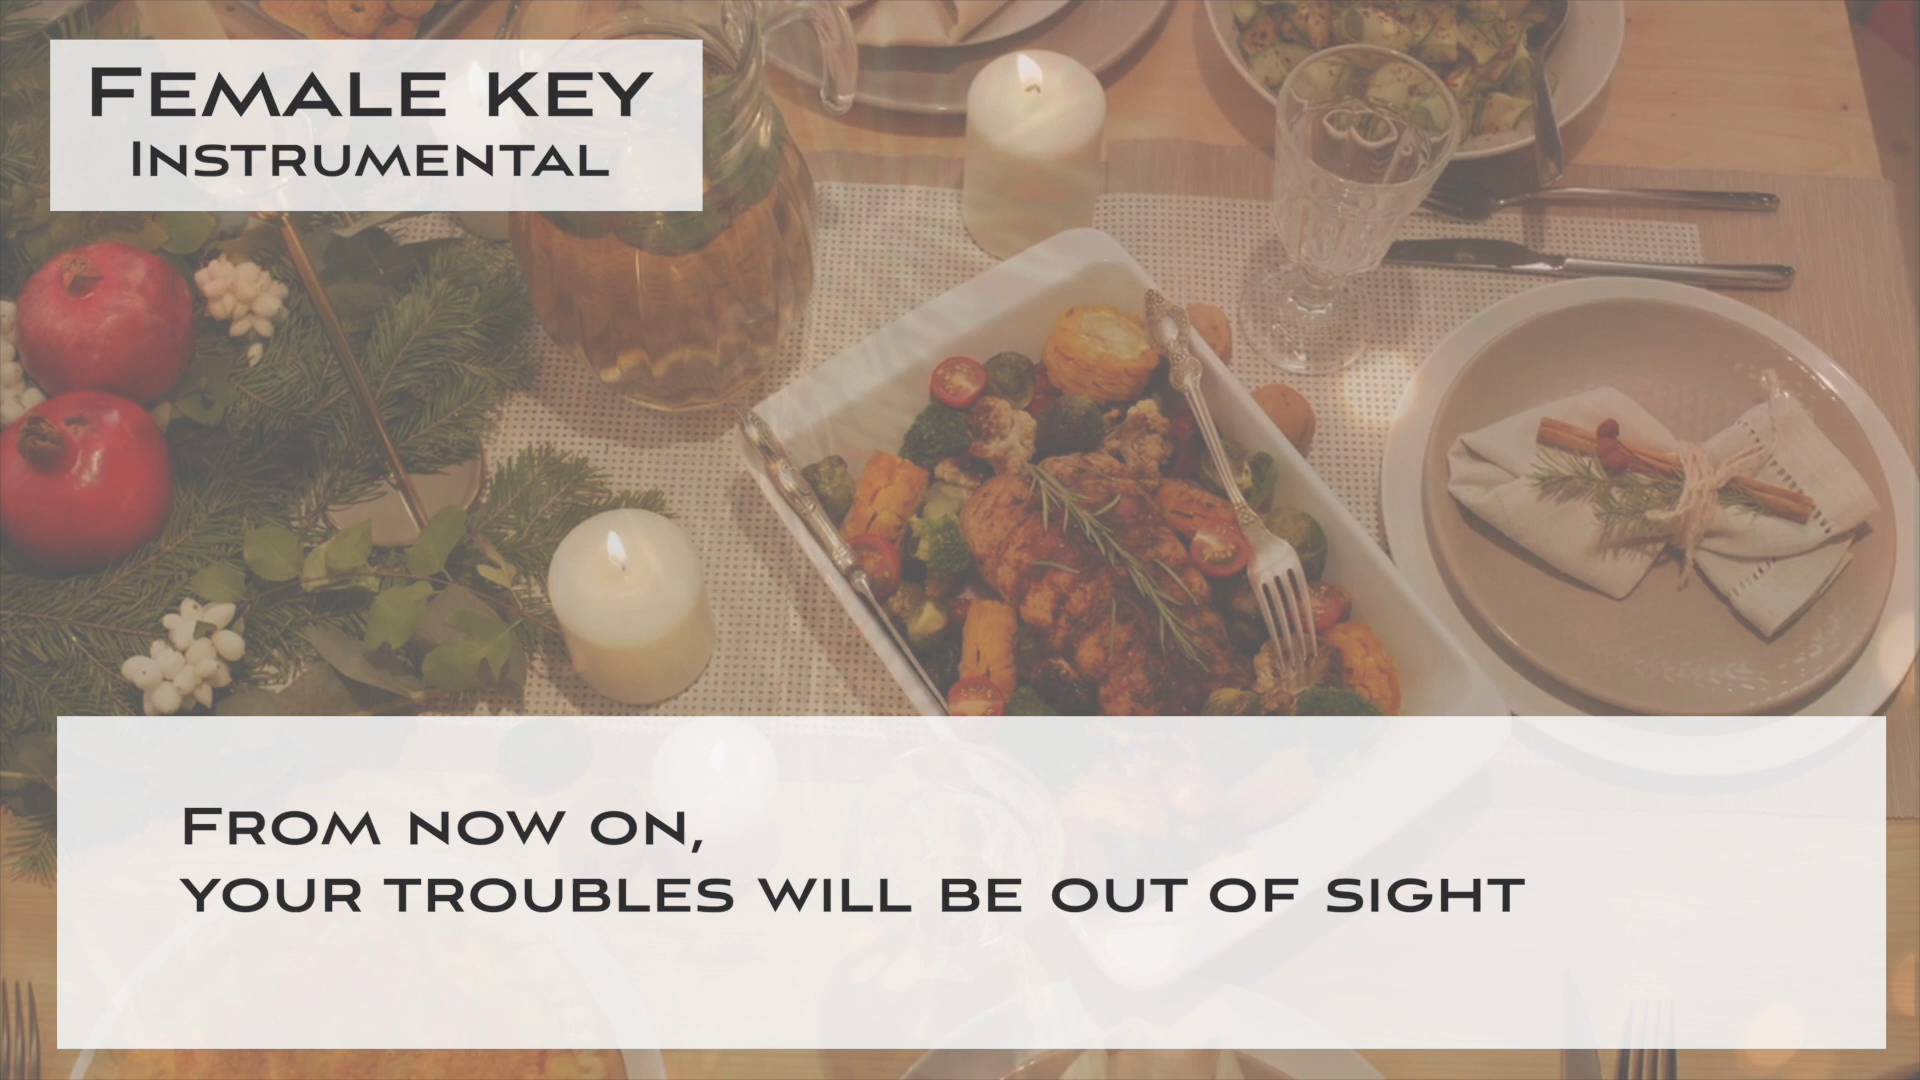 Female key
Instrumental
From now on,
your troubles will be out of sight